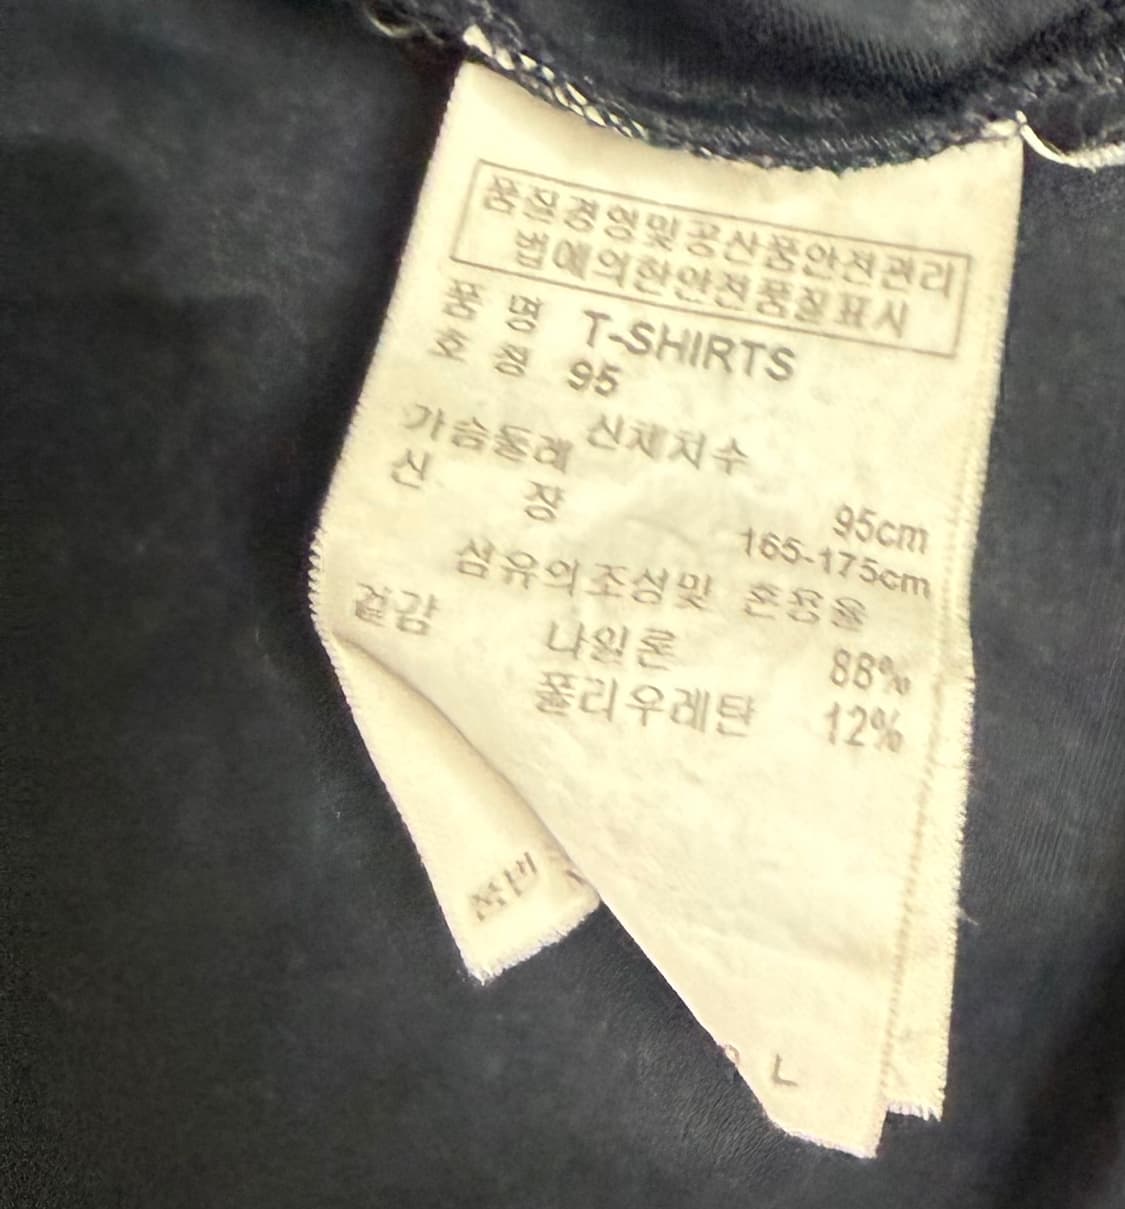 품질경영및공산품안전관리
법에의한안전품질표시
품 명 T-SHIRTS
호 칭 95
신체치수
가슴둘레 95cm
신 장 165-175cm
섬유의조성및 혼용율
겉감 나일론 88%
폴리우레탄 12%
품번
L